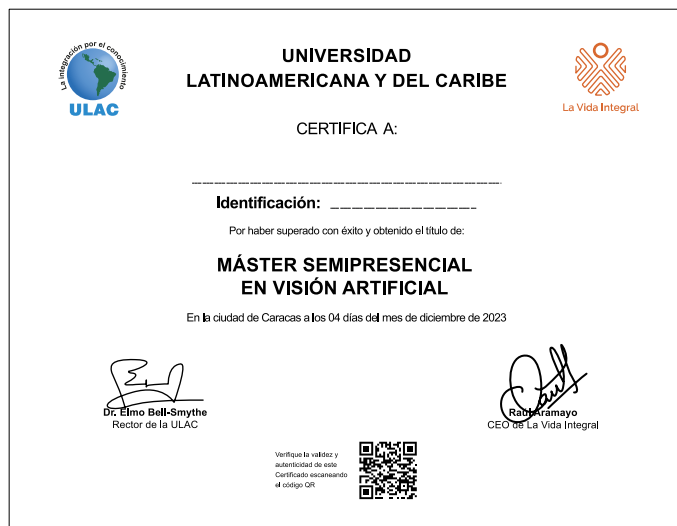 La integración por el conocimiento
ULAC
UNIVERSIDAD
LATINOAMERICANA Y DEL CARIBE
La Vida Integral
CERTIFICA A:
Identificación:
Por haber superado con éxito y obtenido el título de:
MÁSTER SEMIPRESENCIAL
EN VISIÓN ARTIFICIAL
En la ciudad de Caracas a los 04 días del mes de diciembre de 2023
Dr. Elmo Bell-Smythe
Rector de la ULAC
Raúl Aramayo
CEO de La Vida Integral
Verifique la validez y
autenticidad de este
Certificado escaneando
el código QR